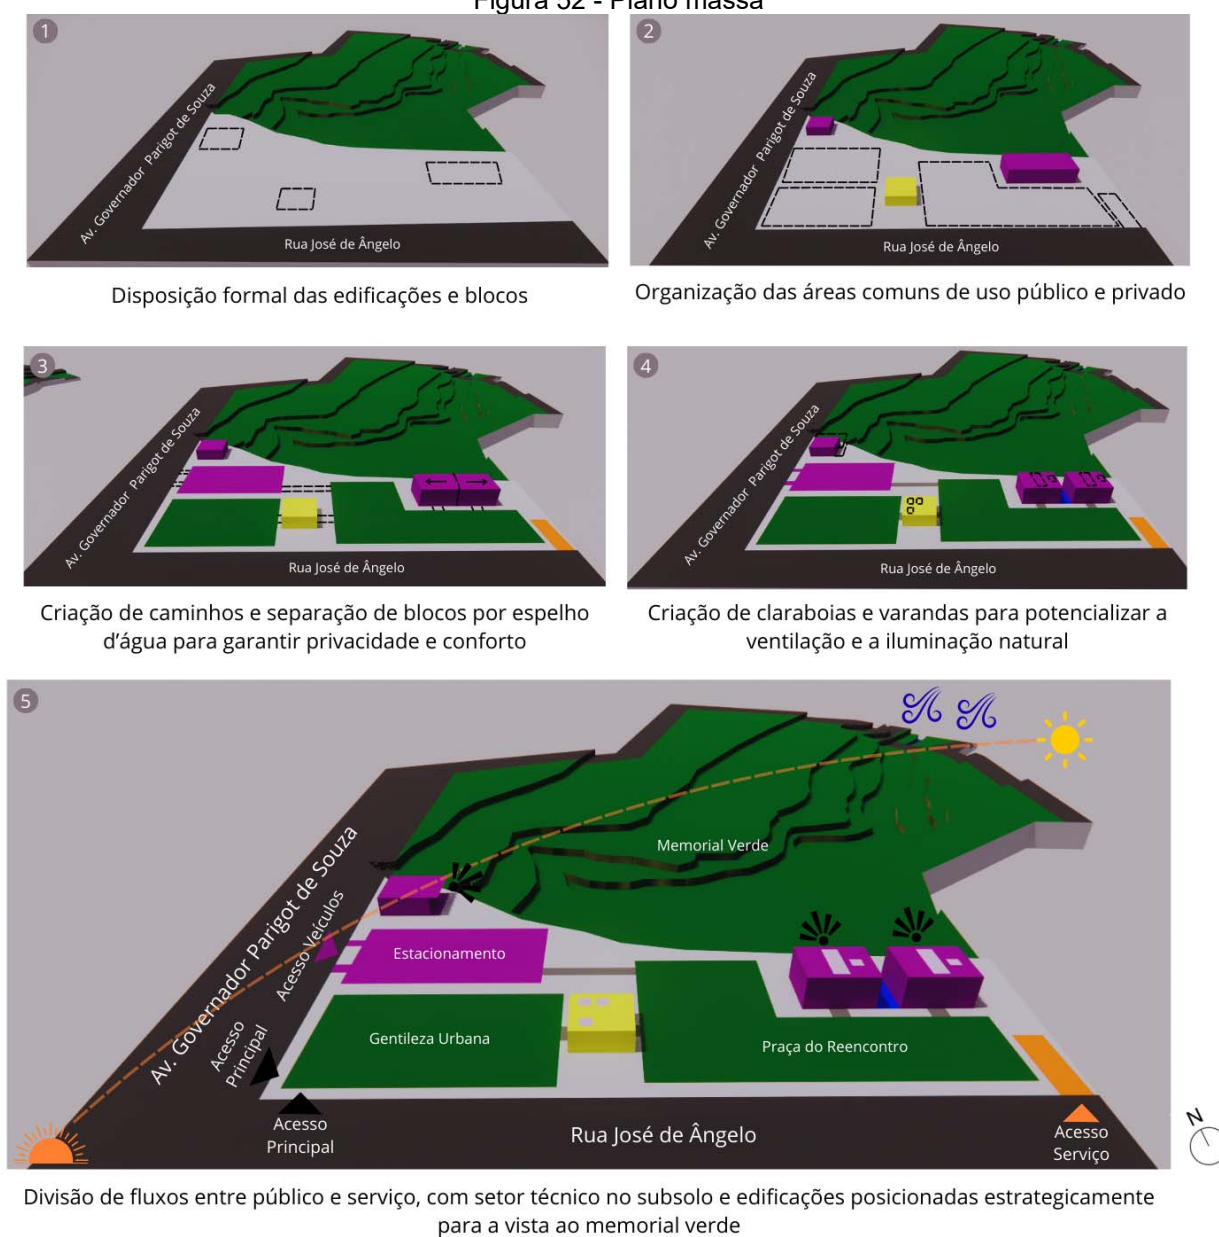 Figura 52 - Plano massa
1
Av. Governador Parigot de Souza
Rua José de Ângelo
Disposição formal das edificações e blocos
2
Av. Governador Parigot de Souza
Rua José de Ângelo
Organização das áreas comuns de uso público e privado
3
Av. Governador Parigot de Souza
Rua José de Ângelo
Criação de caminhos e separação de blocos por espelho
d’água para garantir privacidade e conforto
4
Av. Governador Parigot de Souza
Rua José de Ângelo
Criação de claraboias e varandas para potencializar a
ventilação e a iluminação natural
5
Memorial Verde
Av. Governador Parigot de Souza
Acesso Veículos
Estacionamento
Acesso
Principal
Gentileza Urbana
Praça do Reencontro
Acesso
Principal
Rua José de Ângelo
Acesso
Serviço
N
Divisão de fluxos entre público e serviço, com setor técnico no subsolo e edificações posicionadas estrategicamente
para a vista ao memorial verde